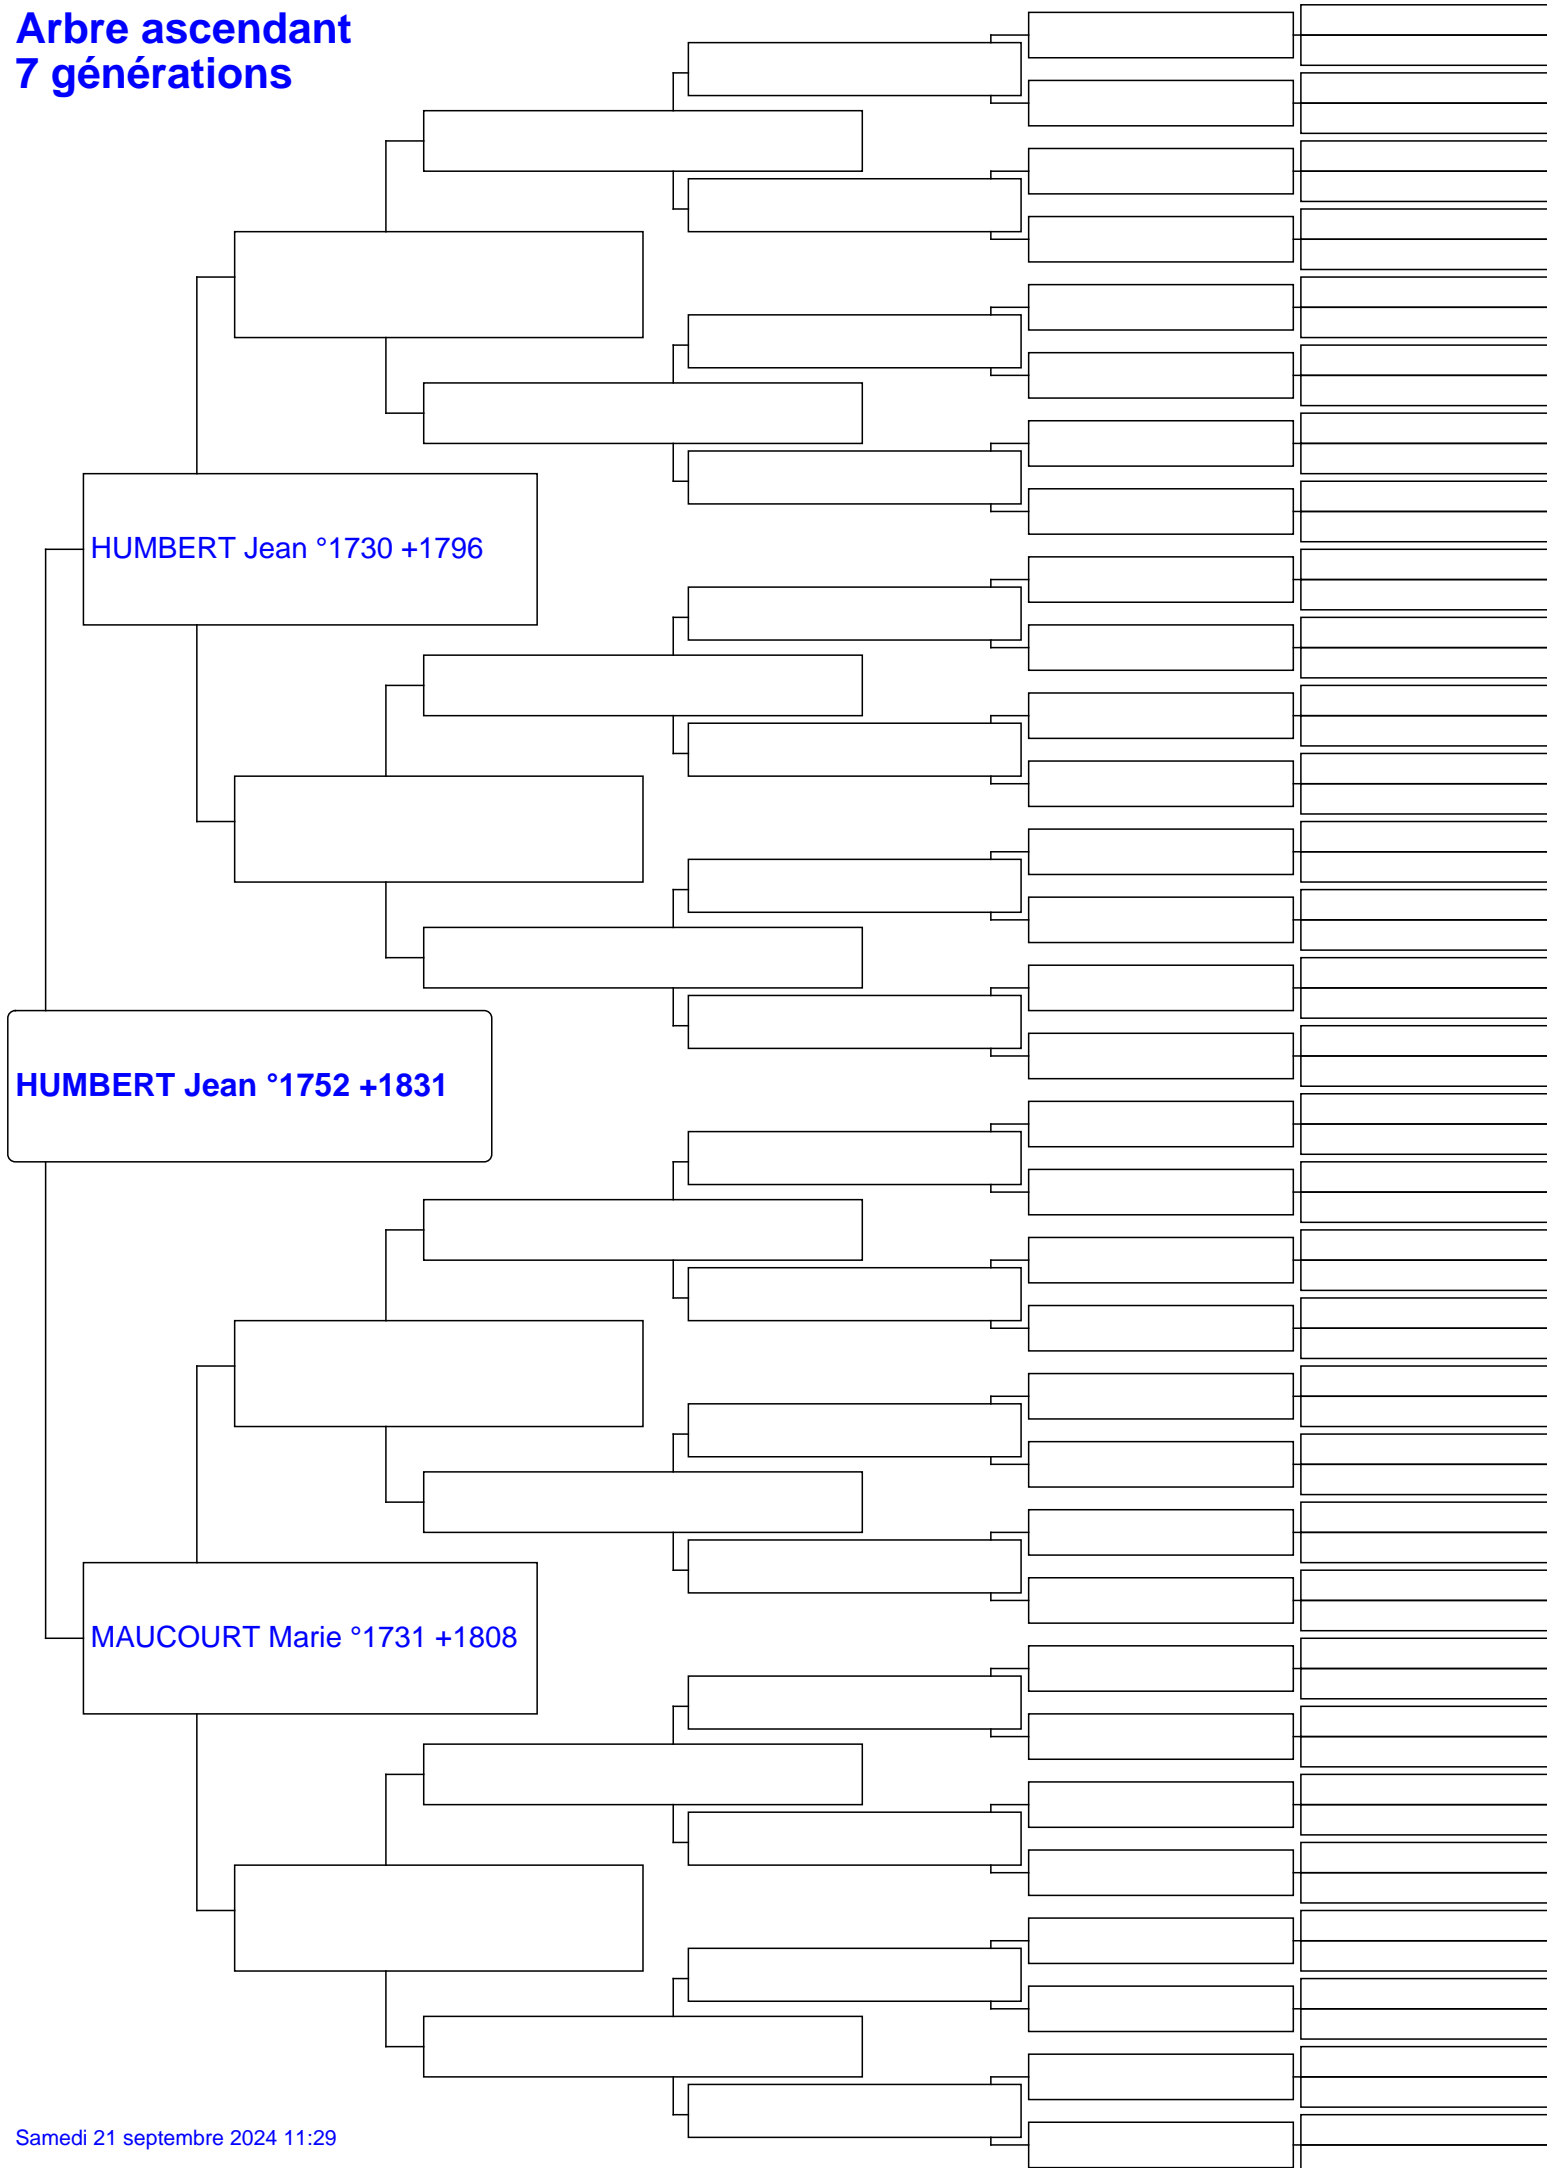 Arbre ascendant
7 générations
HUMBERT Jean °1730 +1796
HUMBERT Jean °1752 +1831
MAUCOURT Marie °1731 +1808
Samedi 21 septembre 2024 11:29